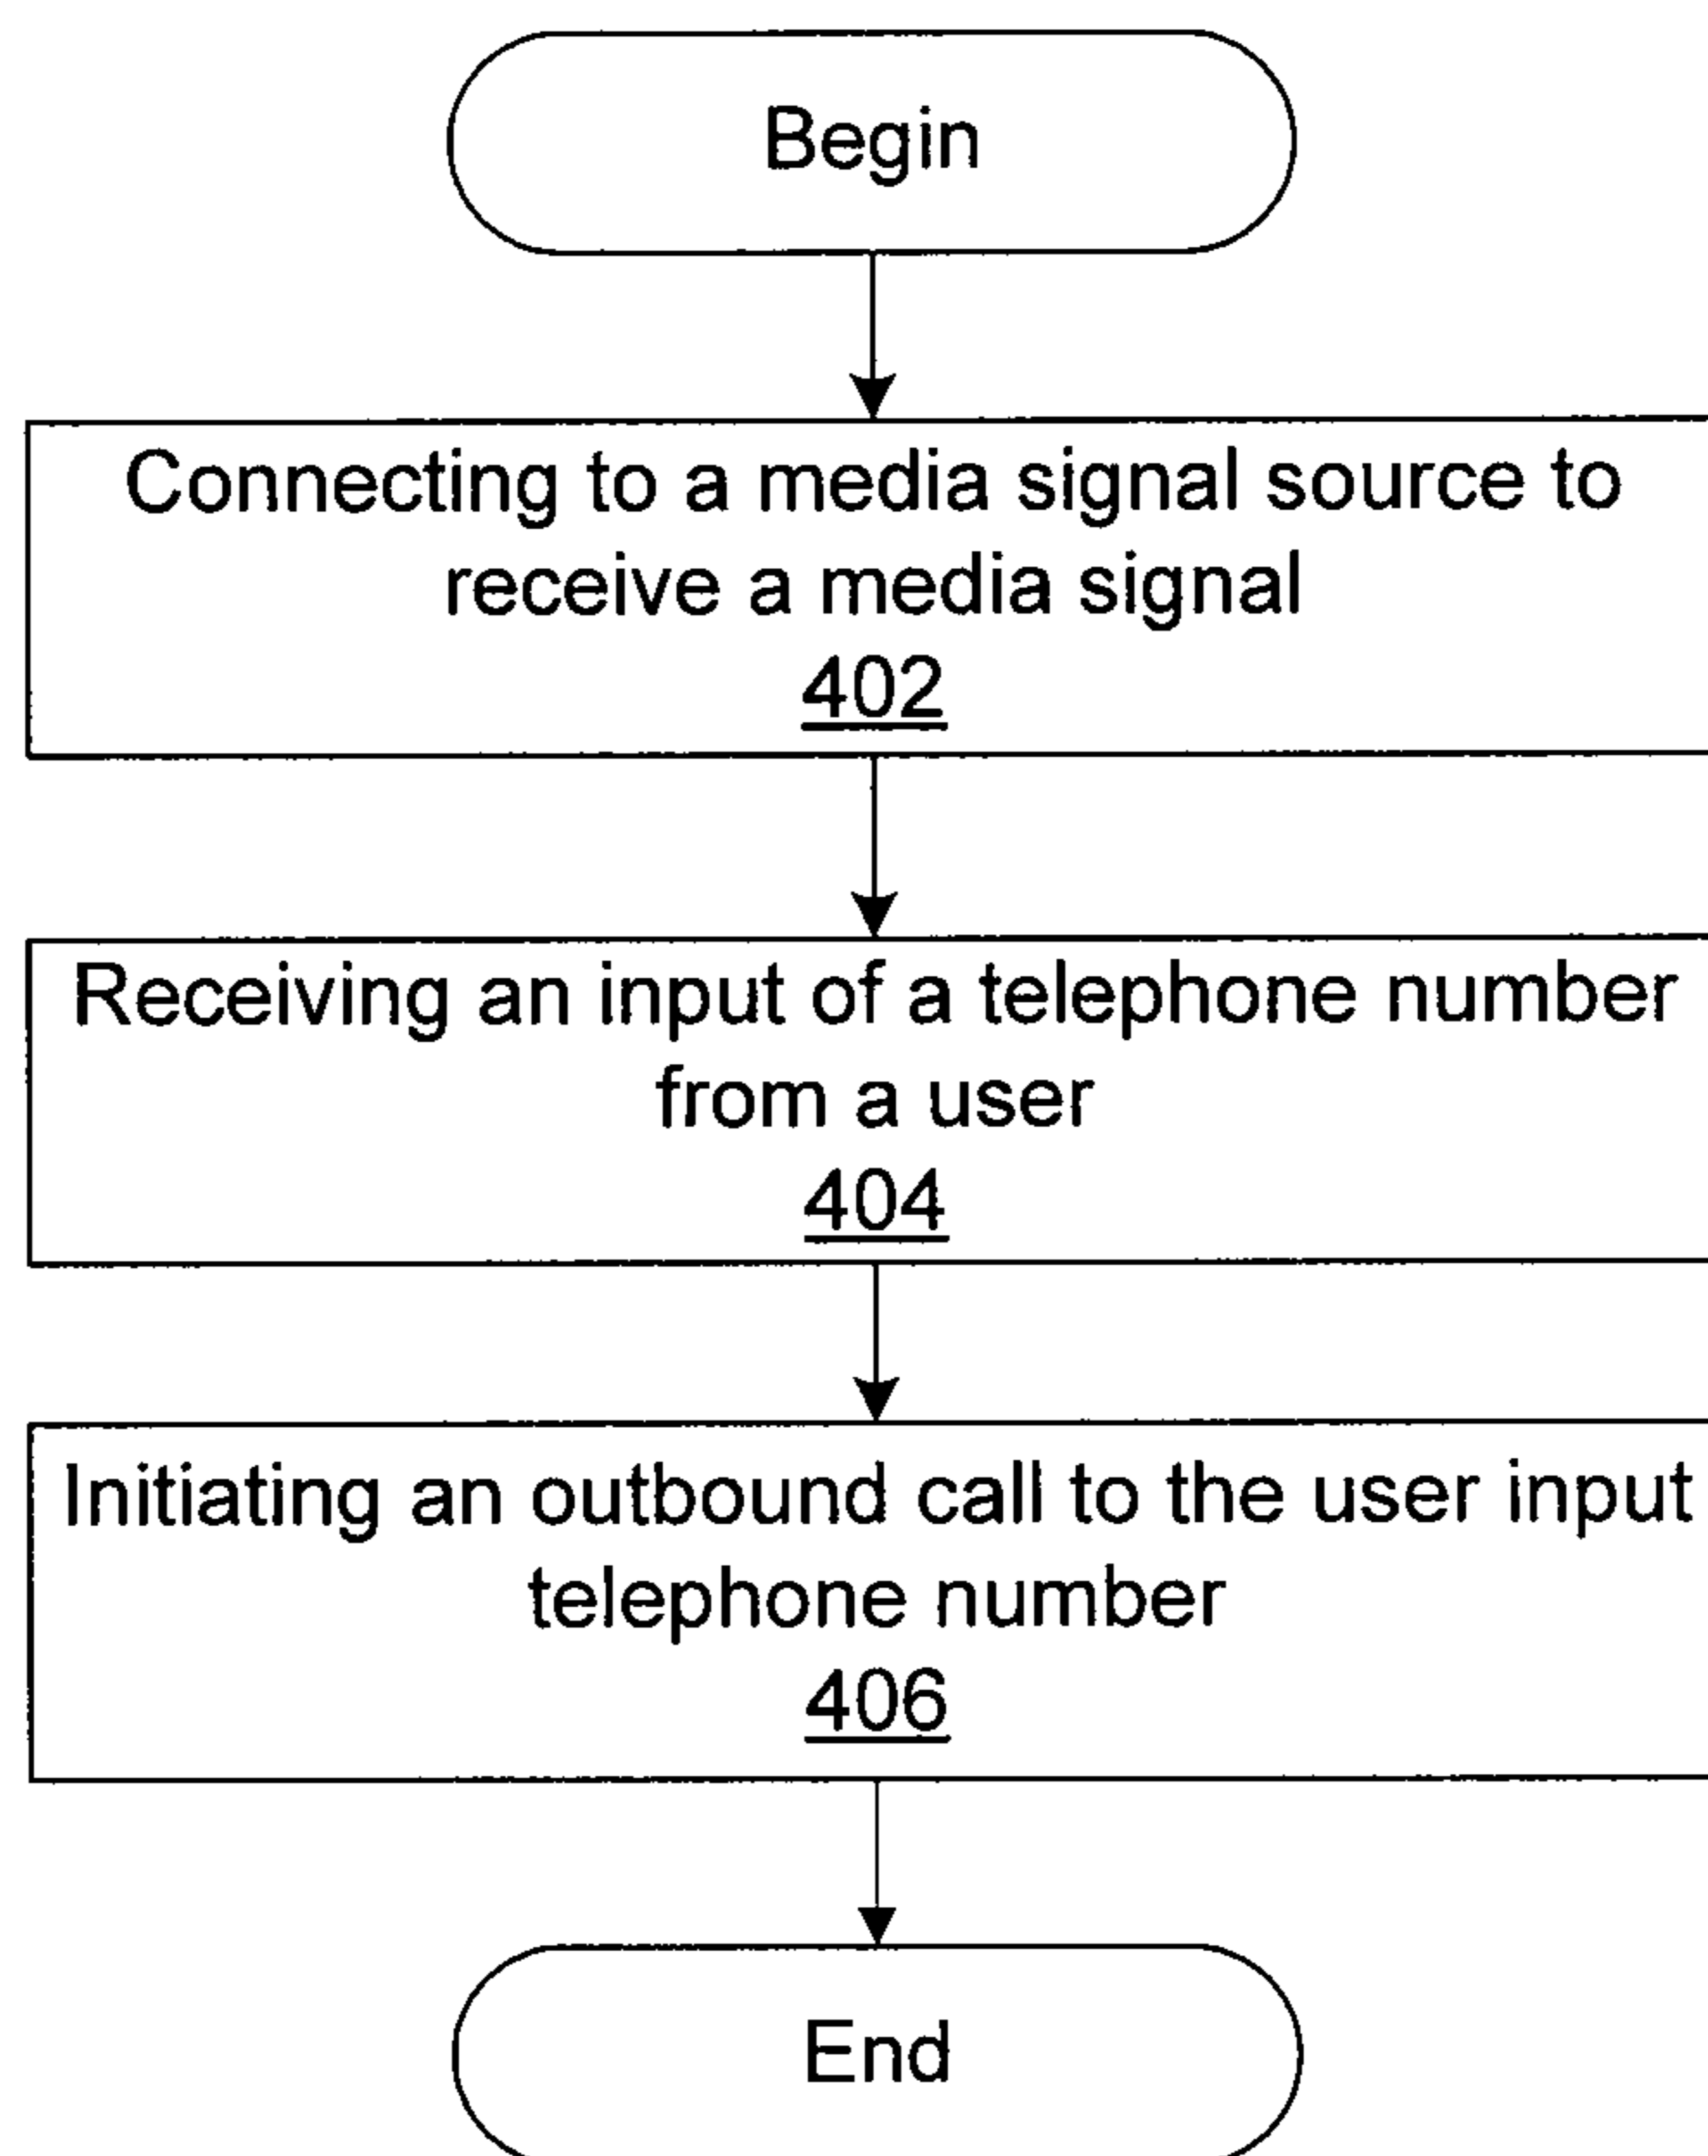 Begin
Connecting to a media signal source to
receive a media signal
402
Receiving an input of a telephone number
from a user
404
Initiating an outbound call to the user input
telephone number
406
End